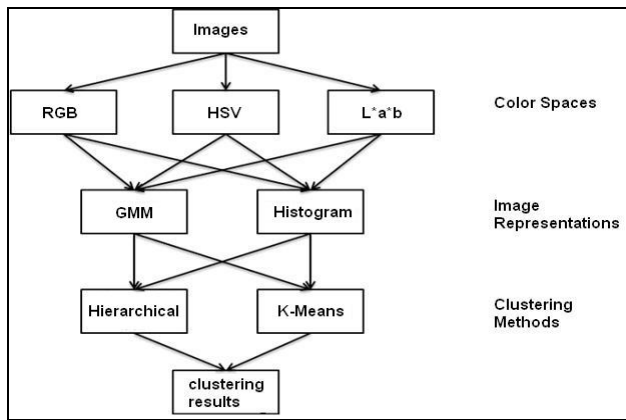 Images
RGB HSV L*a*b Color Spaces
GMM Histogram Image
Representations
Hierarchical K-Means Clustering
Methods
clustering
results